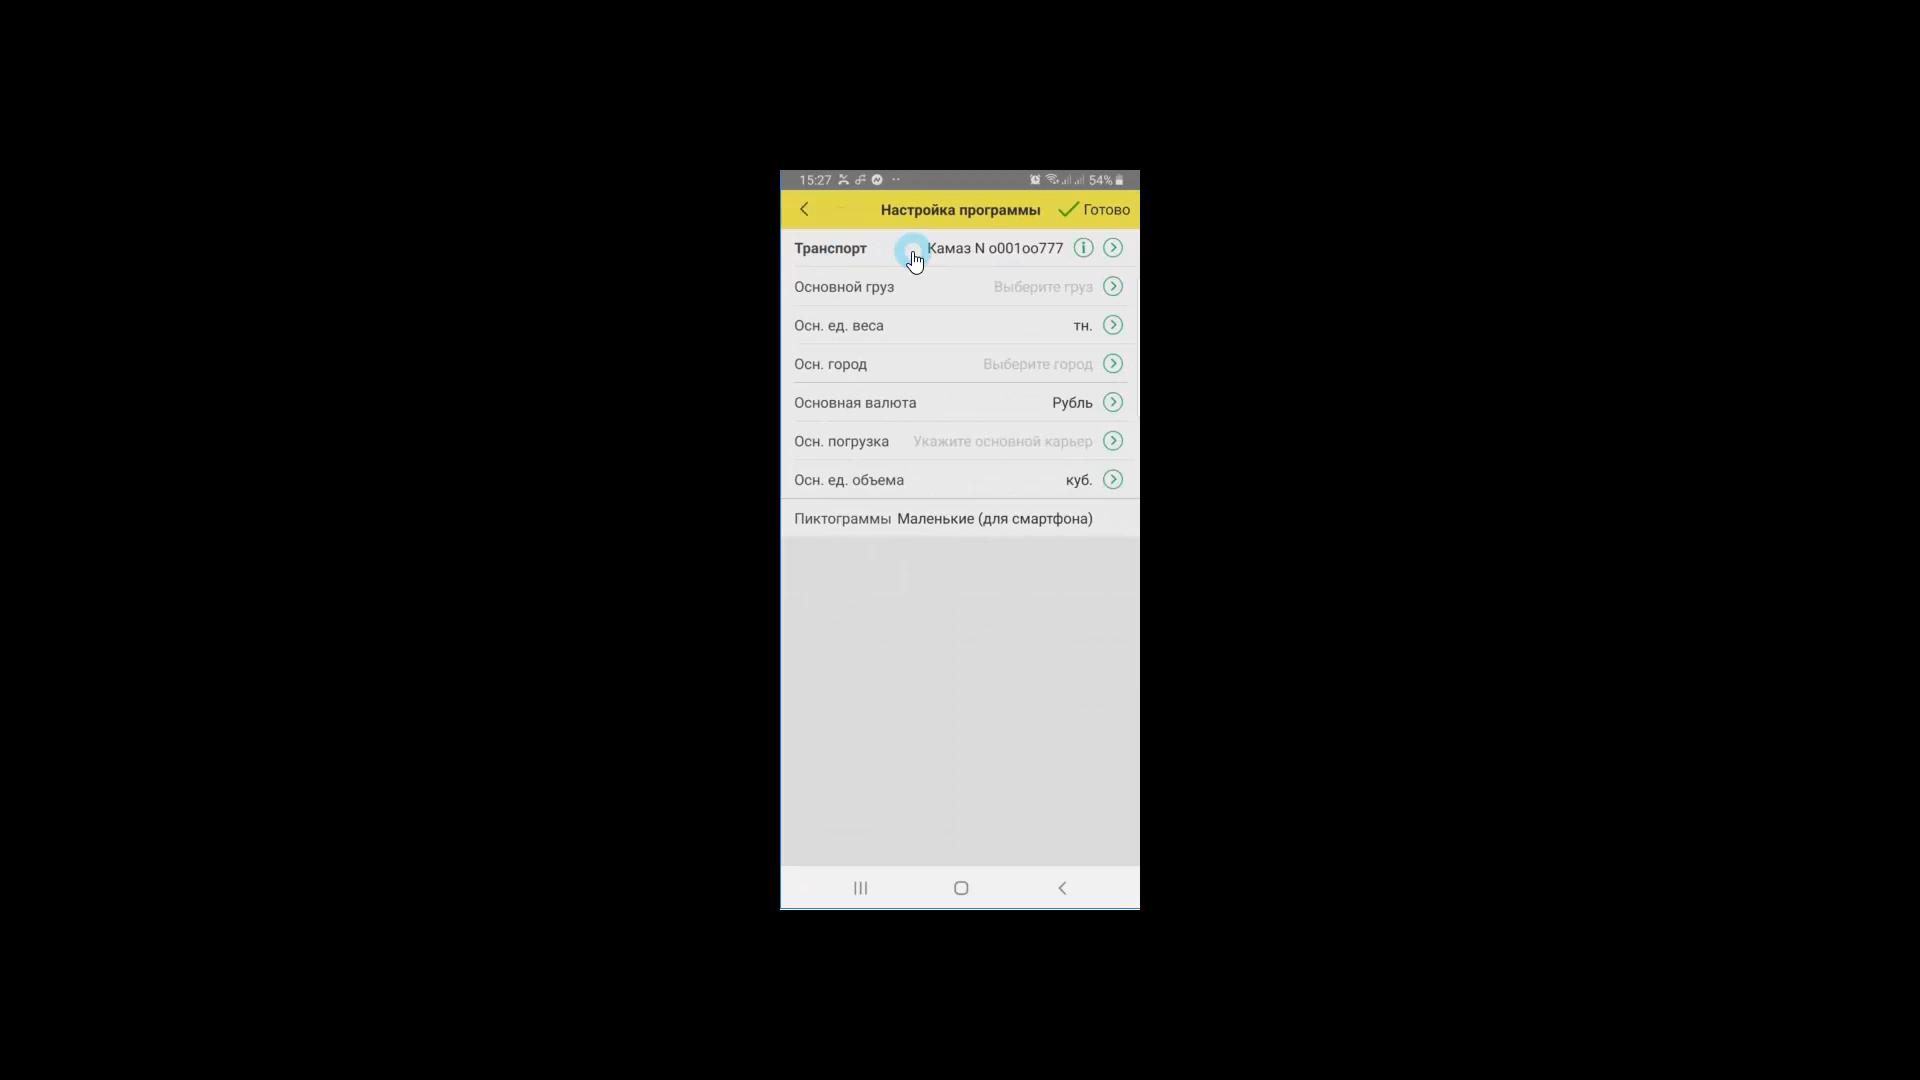 15:27 54%
Настройка программы Готово
Транспорт Камаз N о001оо777
Основной груз Выберите груз
Осн. ед. веса тн.
Осн. город Выберите город
Основная валюта Рубль
Осн. погрузка Укажите основной карьер
Осн. ед. объема куб.
Пиктограммы Маленькие (для смартфона)